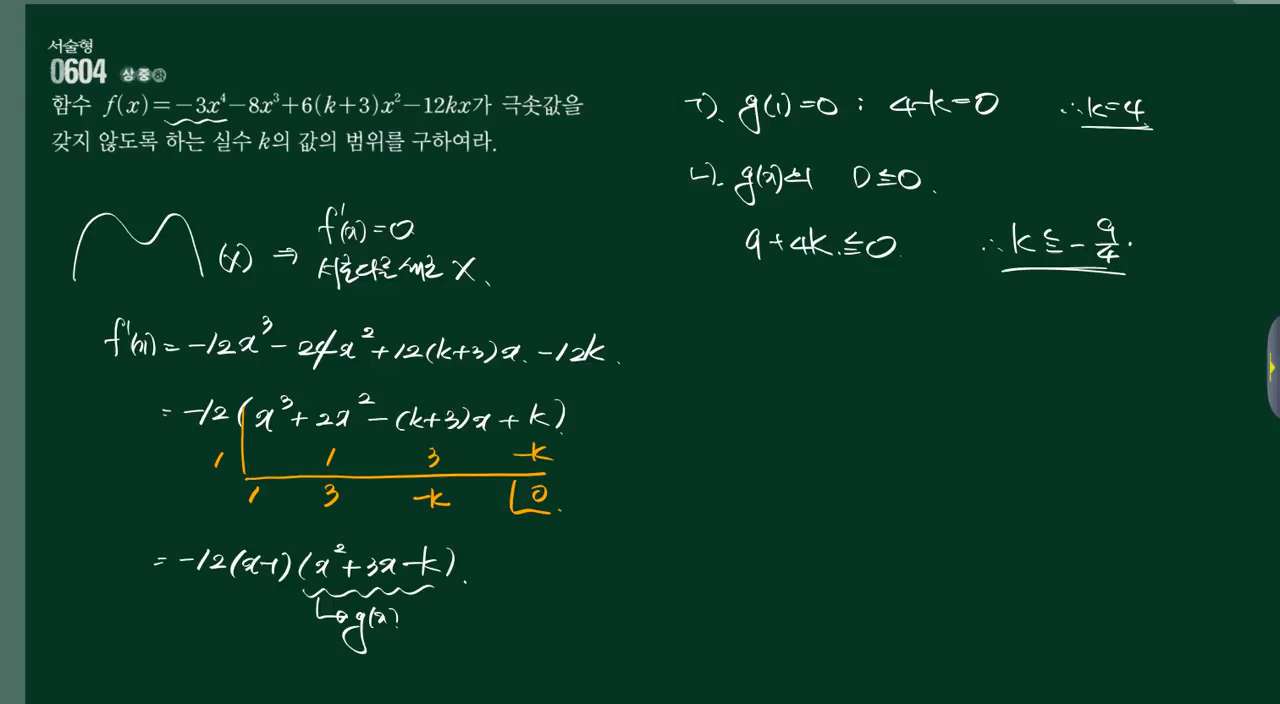 서술형
0604 상중하
함수 f(x)=−3x⁴−8x³+6(k+3)x²−12kx가 극솟값을
갖지 않도록 하는 실수 k의 값의 범위를 구하여라.
(x) ⇒ f'(x)=0
서로다른 세근 X.
f'(x)=−12x³−24x²+12(k+3)x−12k.
=−12(x³+2x²−(k+3)x+k)
1 1 3 −k
1 3 −k 0.
=−12(x−1)(x²+3x−k).
g(x)
ㄱ). g(1)=0 : 4−k=0 ∴k=4.
ㄴ). g(x)의 D≤0.
9+4k≤0. ∴k≤−9/4.